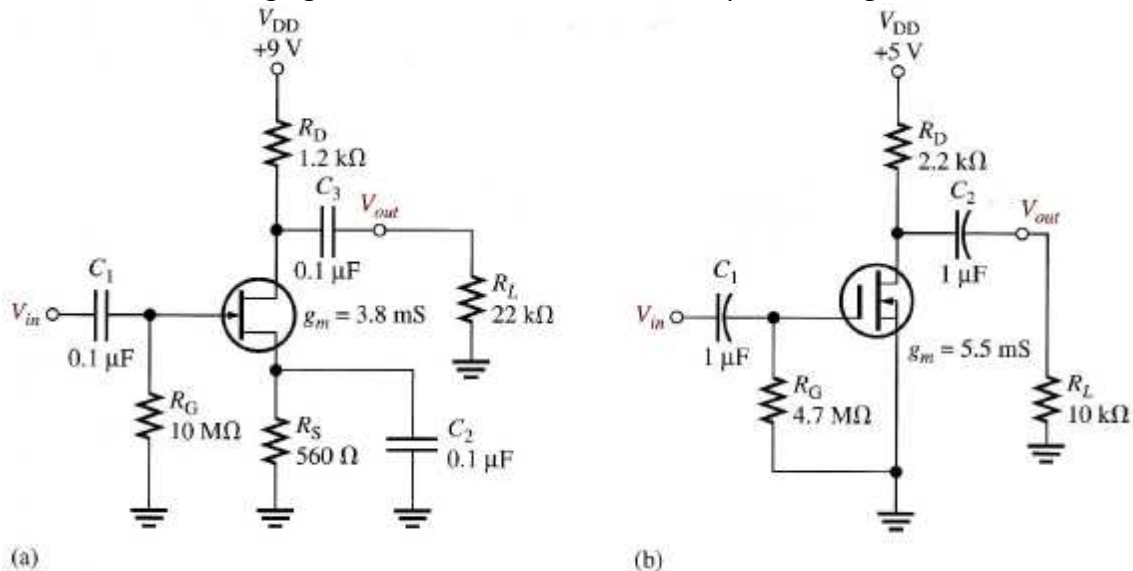 V_DD
+9 V
R_D
1.2 kΩ
C_3
V_out
0.1 µF
C_1
V_in
0.1 µF
g_m = 3.8 mS
R_L
22 kΩ
R_G
10 MΩ
R_S
560 Ω
C_2
0.1 µF
(a)
V_DD
+5 V
R_D
2.2 kΩ
C_2
V_out
1 µF
C_1
V_in
1 µF
g_m = 5.5 mS
R_G
4.7 MΩ
R_L
10 kΩ
(b)